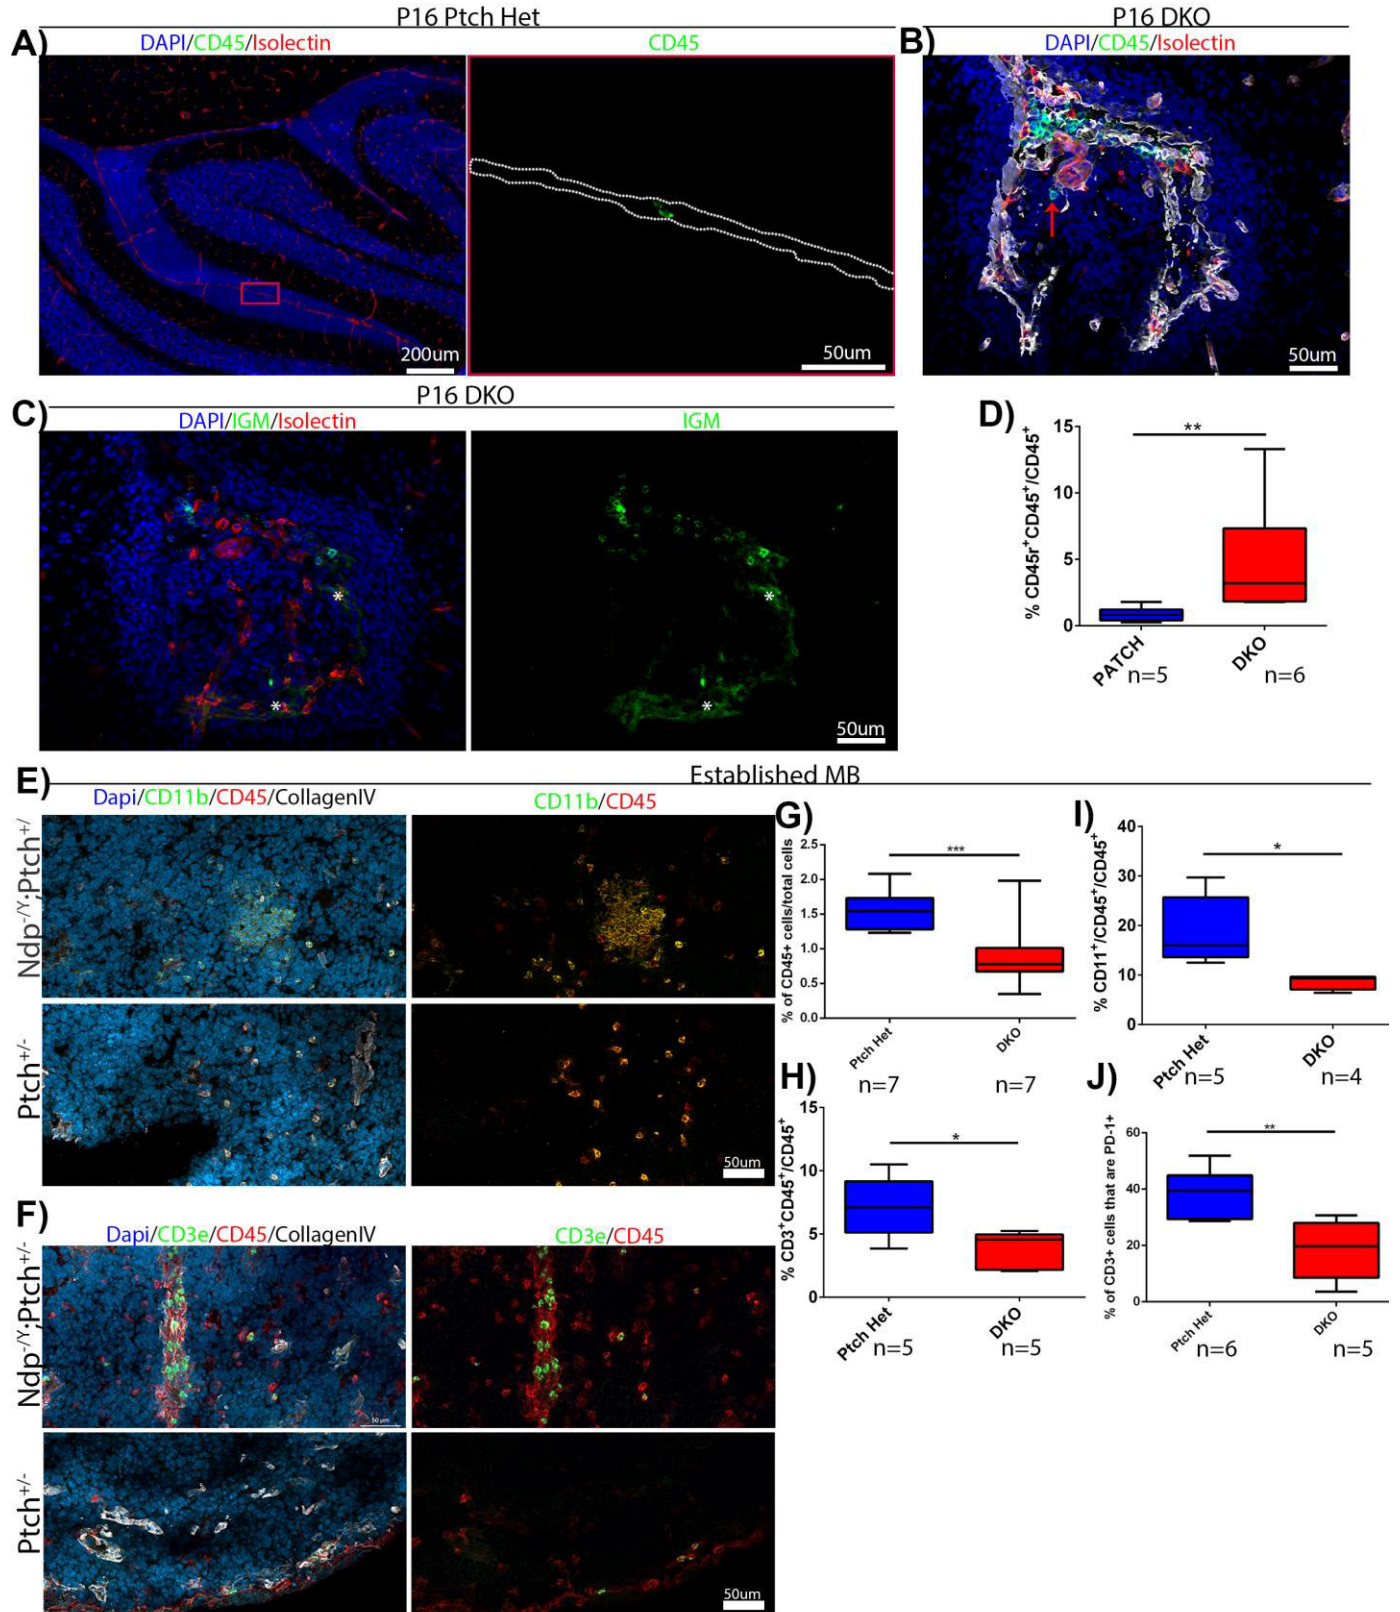 P16 Ptch Het
P16 DKO
A)
DAPI/CD45/Isolectin
CD45
200um
50um
B)
DAPI/CD45/Isolectin
50um
P16 DKO
C)
DAPI/IGM/Isolectin
IGM
*
*
*
*
50um
D)
% CD45r+CD45+/CD45+
15
10
5
0
**
PATCH
DKO
n=5
n=6
Established MB
E)
Dapi/CD11b/CD45/CollagenIV
CD11b/CD45
Ndp-/Y;Ptch+/
Ptch+/-
50um
F)
Dapi/CD3e/CD45/CollagenIV
CD3e/CD45
Ndp-/Y;Ptch+/-
50 µm
Ptch+/-
50um
G)
% of CD45+ cells/total cells
2.5
2.0
1.5
1.0
0.5
0.0
***
Ptch Het
DKO
n=7
n=7
H)
% CD3+CD45+/CD45+
15
10
5
0
*
Ptch Het
DKO
n=5
n=5
I)
% CD11+/CD45+/CD45+
40
30
20
10
0
*
Ptch Het
DKO
n=5
n=4
J)
% of CD3+ cells that are PD-1+
60
40
20
0
**
Ptch Het
DKO
n=6
n=5